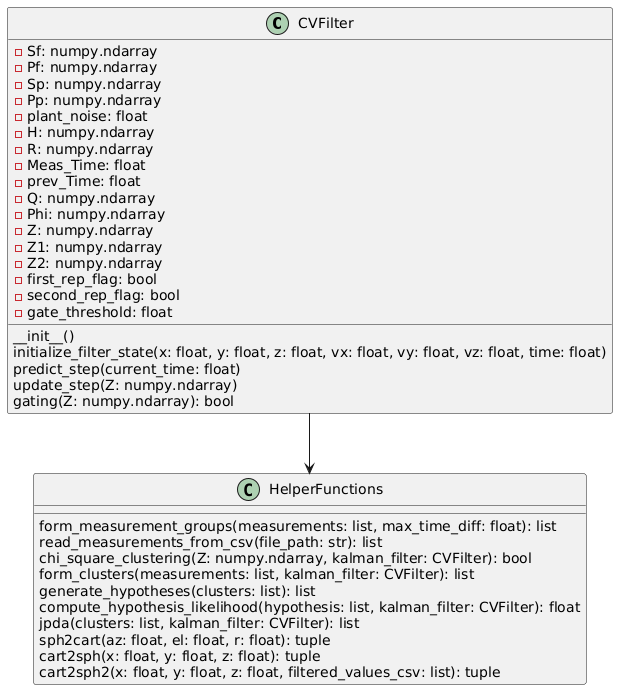 C CVFilter
Sf: numpy.ndarray
Pf: numpy.ndarray
Sp: numpy.ndarray
Pp: numpy.ndarray
plant_noise: float
H: numpy.ndarray
R: numpy.ndarray
Meas_Time: float
prev_Time: float
Q: numpy.ndarray
Phi: numpy.ndarray
Z: numpy.ndarray
Z1: numpy.ndarray
Z2: numpy.ndarray
first_rep_flag: bool
second_rep_flag: bool
gate_threshold: float
__init__()
initialize_filter_state(x: float, y: float, z: float, vx: float, vy: float, vz: float, time: float)
predict_step(current_time: float)
update_step(Z: numpy.ndarray)
gating(Z: numpy.ndarray): bool
C HelperFunctions
form_measurement_groups(measurements: list, max_time_diff: float): list
read_measurements_from_csv(file_path: str): list
chi_square_clustering(Z: numpy.ndarray, kalman_filter: CVFilter): bool
form_clusters(measurements: list, kalman_filter: CVFilter): list
generate_hypotheses(clusters: list): list
compute_hypothesis_likelihood(hypothesis: list, kalman_filter: CVFilter): float
jpda(clusters: list, kalman_filter: CVFilter): list
sph2cart(az: float, el: float, r: float): tuple
cart2sph(x: float, y: float, z: float): tuple
cart2sph2(x: float, y: float, z: float, filtered_values_csv: list): tuple